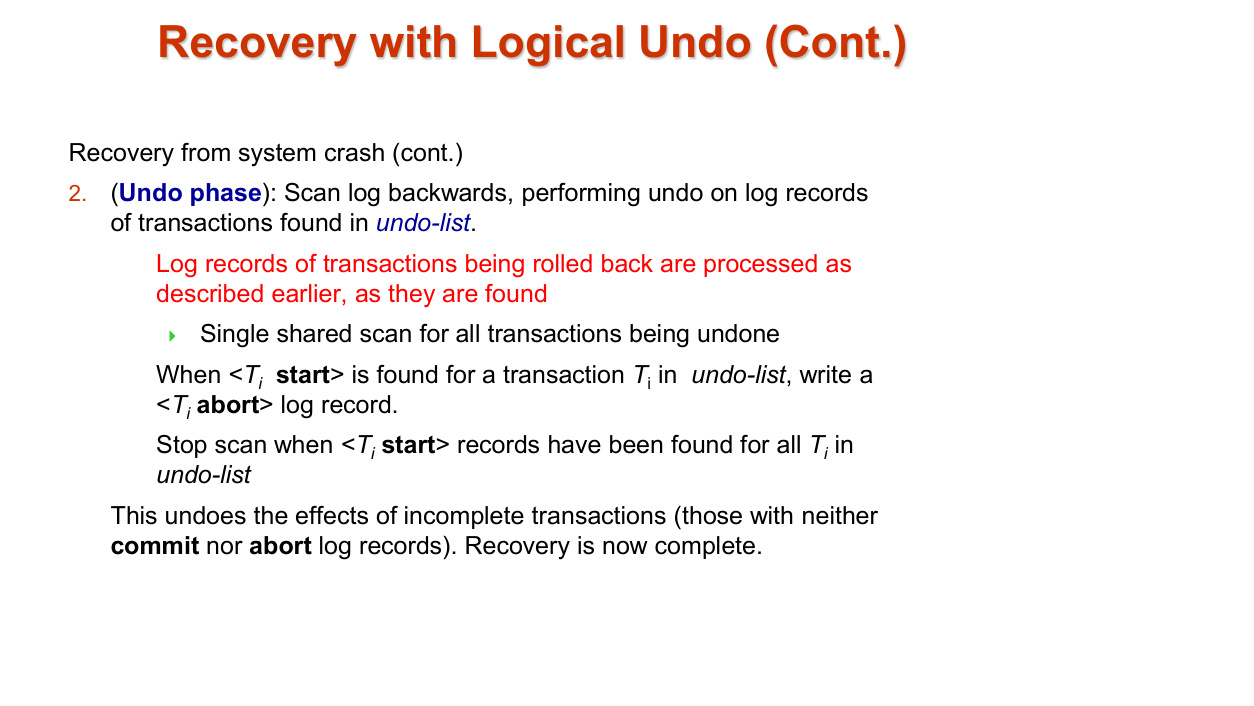 Recovery with Logical Undo (Cont.)
Recovery from system crash (cont.)
2. (Undo phase): Scan log backwards, performing undo on log records
of transactions found in undo-list.
Log records of transactions being rolled back are processed as
described earlier, as they are found
Single shared scan for all transactions being undone
When <Ti start> is found for a transaction Ti in undo-list, write a
<Ti abort> log record.
Stop scan when <Ti start> records have been found for all Ti in
undo-list
This undoes the effects of incomplete transactions (those with neither
commit nor abort log records). Recovery is now complete.